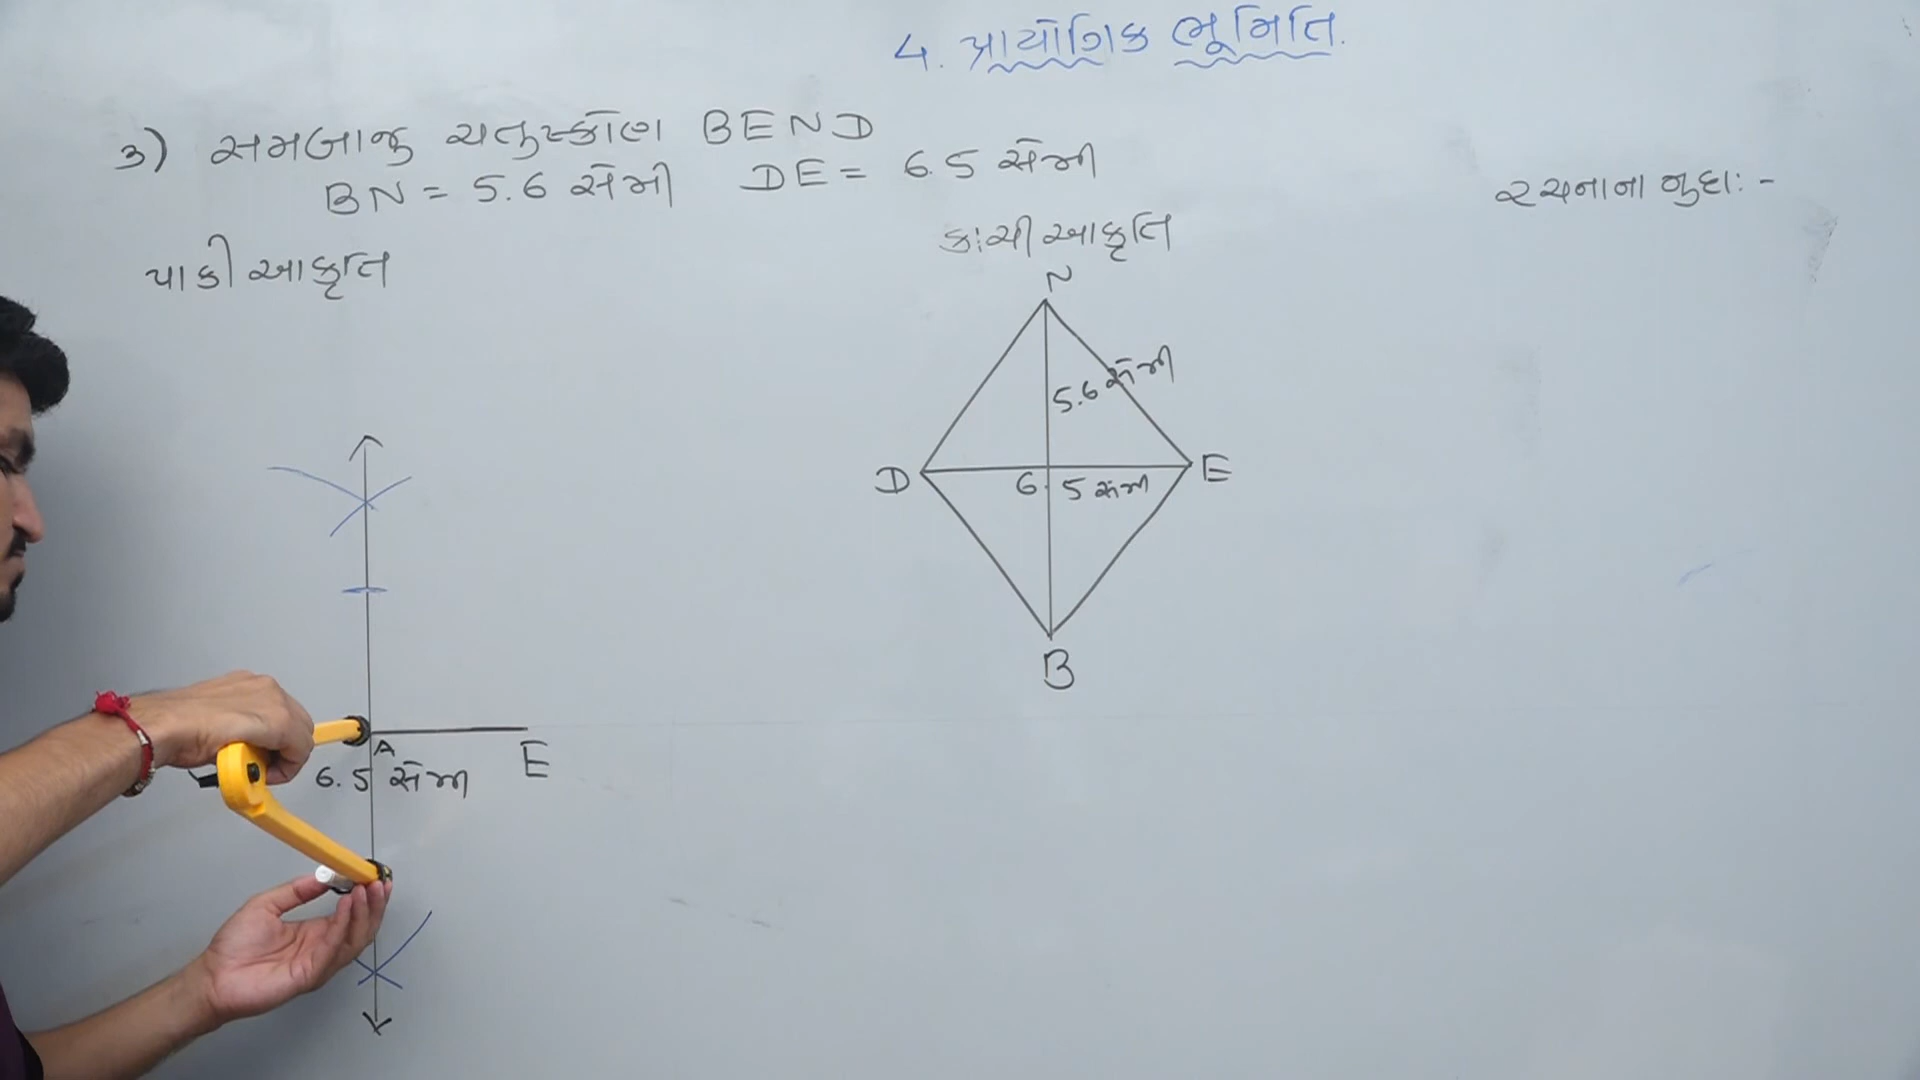 4. પ્રાયોગિક ભૂમિતિ.
3) સમબાજુ ચતુષ્કોણ BEND
BN = 5.6 સેમી DE = 6.5 સેમી
રચનાના મુદ્દા: -
પાકી આકૃતિ
કાચી આકૃતિ
N
5.6 સેમી
D
E
6.5 સેમી
B
A
E
6.5 સેમી